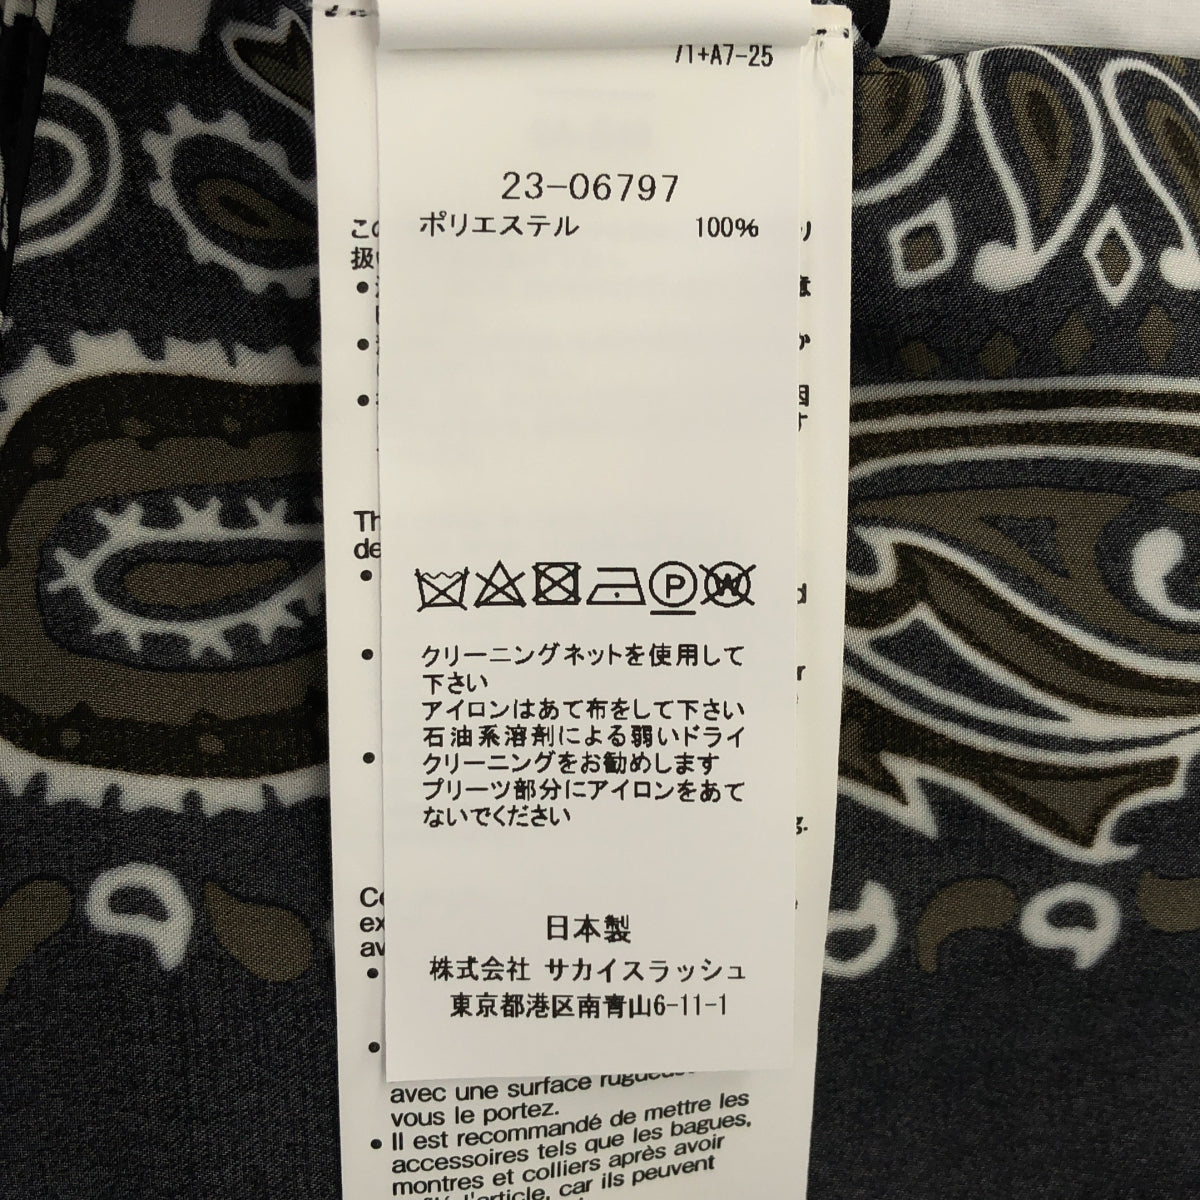 71+A7-25
23-06797
ポリエステル 100%
クリーニングネットを使用して
下さい
アイロンはあて布をして下さい
石油系溶剤による弱いドライ
クリーニングをお勧めします
プリーツ部分にアイロンをあて
ないでください
日本製
株式会社 サカイスラッシュ
東京都港区南青山6-11-1
avec une surface
vous le portez.
• Il est recommandé de mettre les
accessoires tels que les bagues,
montres et colliers après avoir
l'article, car ils peuvent